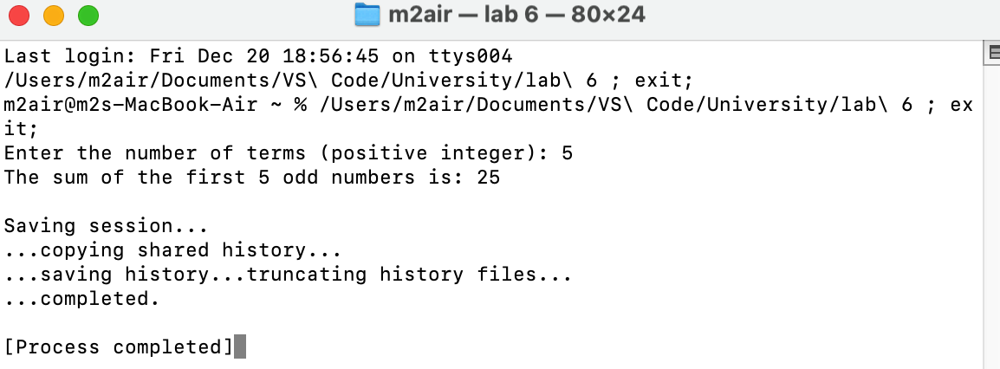 m2air — lab 6 — 80×24
Last login: Fri Dec 20 18:56:45 on ttys004
/Users/m2air/Documents/VS\ Code/University/lab\ 6 ; exit;
m2air@m2s-MacBook-Air ~ % /Users/m2air/Documents/VS\ Code/University/lab\ 6 ; ex
it;
Enter the number of terms (positive integer): 5
The sum of the first 5 odd numbers is: 25
Saving session...
...copying shared history...
...saving history...truncating history files...
...completed.
[Process completed]